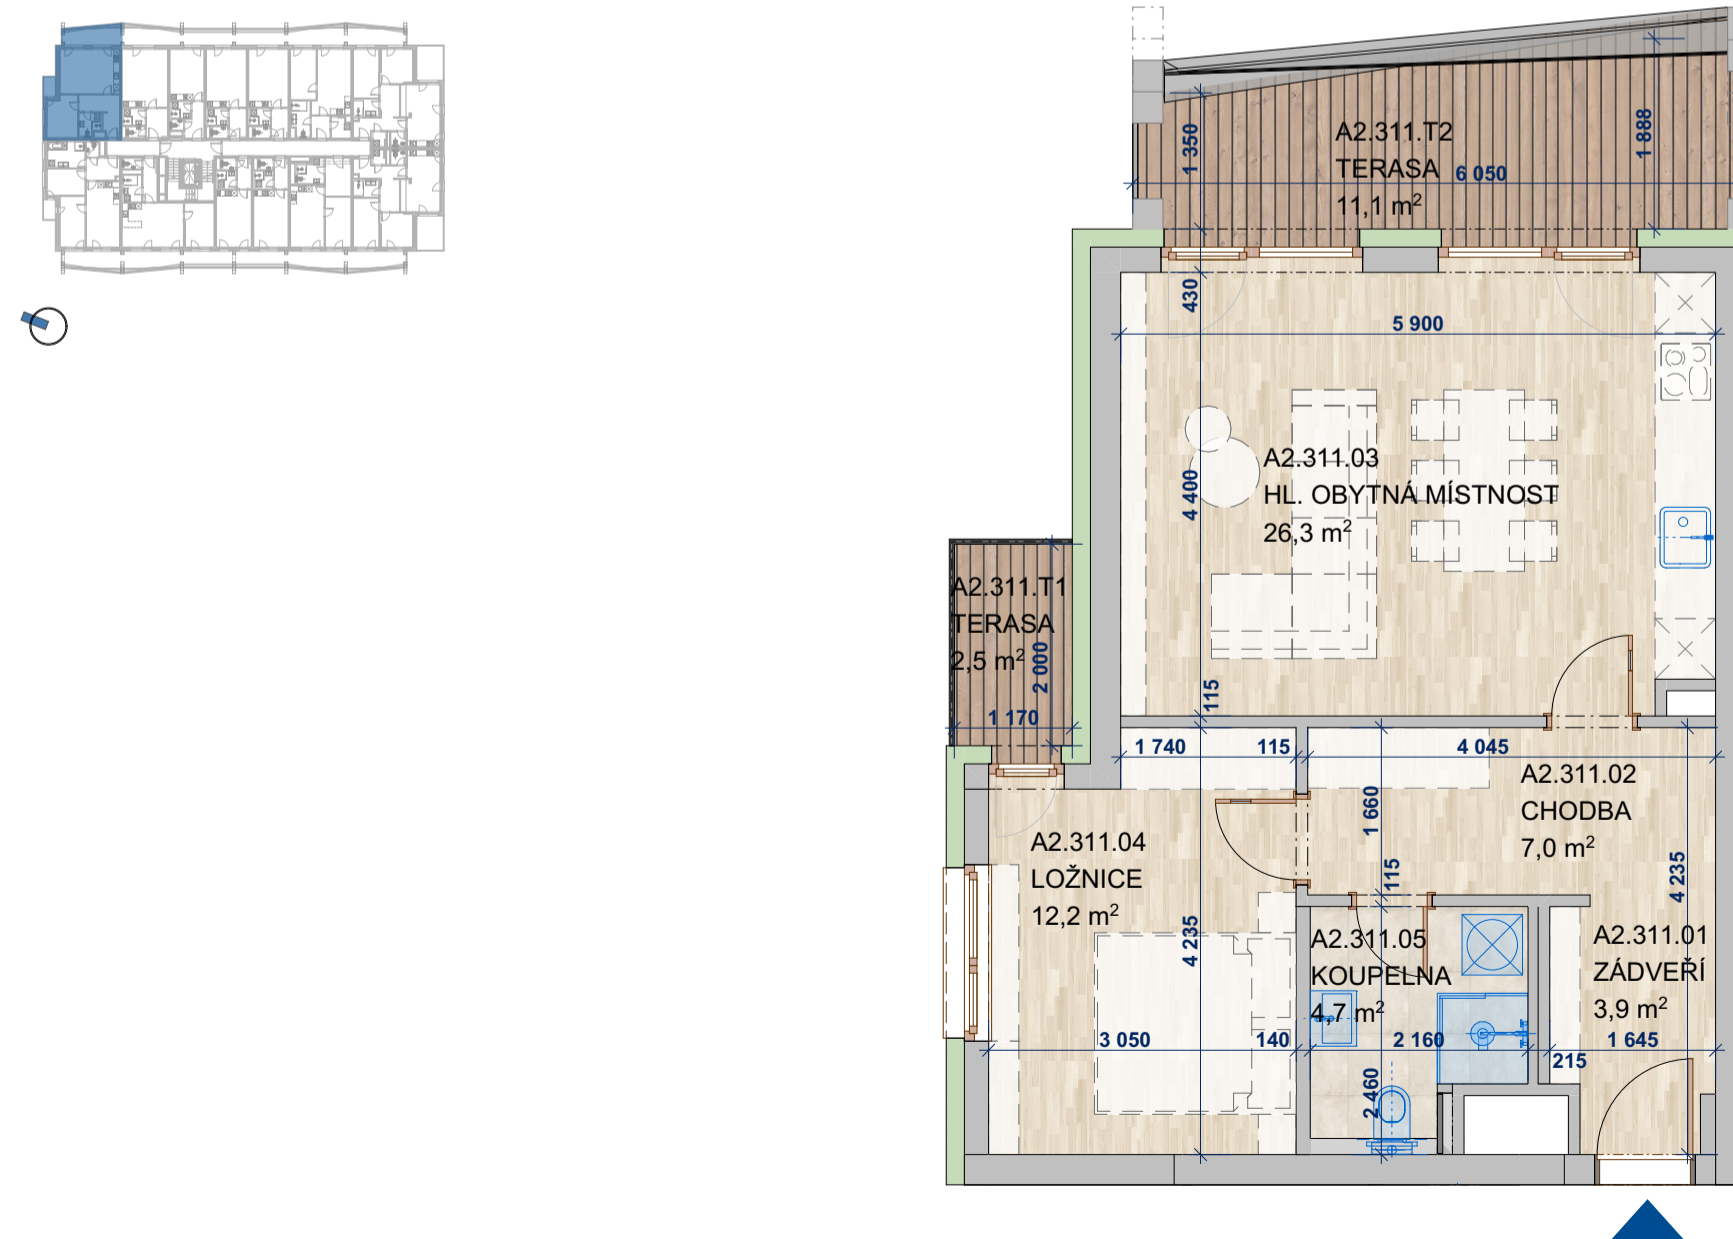 A2.311.T2
TERASA
11,1 m²
1 350
6 050
1 888
430
5 900
A2.311.03
HL. OBYTNÁ MÍSTNOST
26,3 m²
4 400
115
A2.311.T1
TERASA
2,5 m²
2 000
1 170
1 740
115
4 045
A2.311.02
CHODBA
7,0 m²
1 660
115
4 235
A2.311.04
LOŽNICE
12,2 m²
4 235
A2.311.05
KOUPELNA
4,7 m²
A2.311.01
ZÁDVEŘÍ
3,9 m²
3 050
140
2 160
215
1 645
2 460